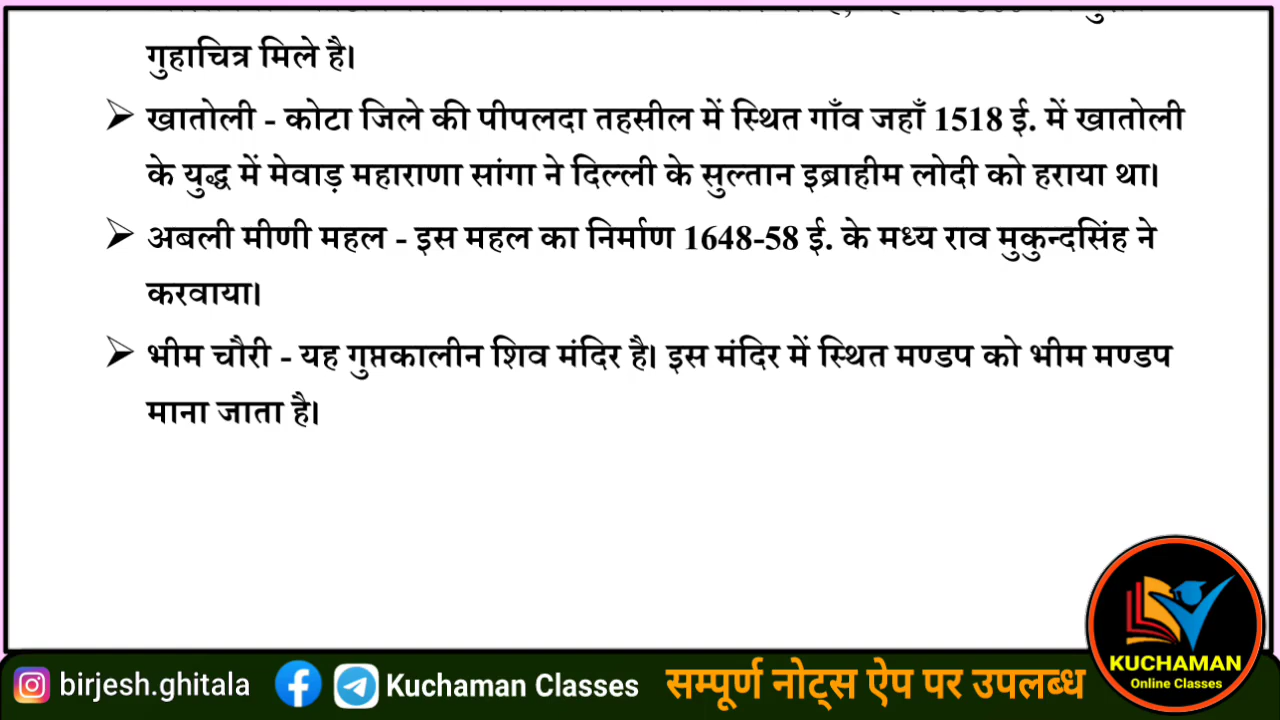 गुहाचित्र मिले है।
➢ खातोली - कोटा जिले की पीपलदा तहसील में स्थित गाँव जहाँ 1518 ई. में खातोली
के युद्ध में मेवाड़ महाराणा सांगा ने दिल्ली के सुल्तान इब्राहीम लोदी को हराया था।
➢ अबली मीणी महल - इस महल का निर्माण 1648-58 ई. के मध्य राव मुकुन्दसिंह ने
करवाया।
➢ भीम चौरी - यह गुप्तकालीन शिव मंदिर है। इस मंदिर में स्थित मण्डप को भीम मण्डप
माना जाता है।
KUCHAMAN
Online Classes
birjesh.ghitala Kuchaman Classes सम्पूर्ण नोट्स ऐप पर उपलब्ध